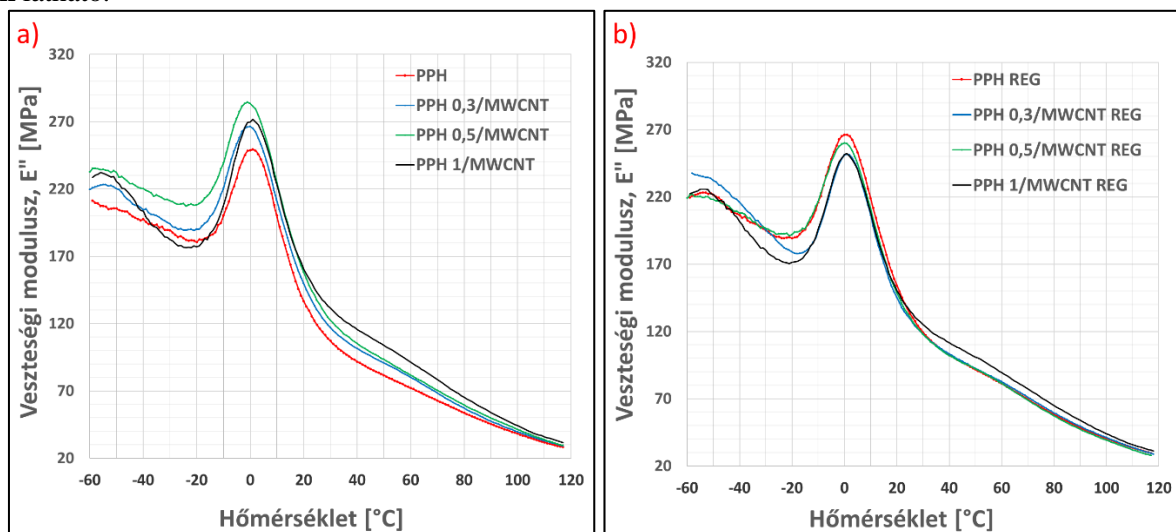 a)
320
270
220
170
120
70
20
-60 -40 -20 0 20 40 60 80 100 120
Veszteségi modulusz, E" [MPa]
Hőmérséklet [°C]
PPH
PPH 0,3/MWCNT
PPH 0,5/MWCNT
PPH 1/MWCNT
b)
320
270
220
170
120
70
20
-60 -40 -20 0 20 40 60 80 100 120
Veszteségi modulusz, E" [MPa]
Hőmérséklet [°C]
PPH REG
PPH 0,3/MWCNT REG
PPH 0,5/MWCNT REG
PPH 1/MWCNT REG